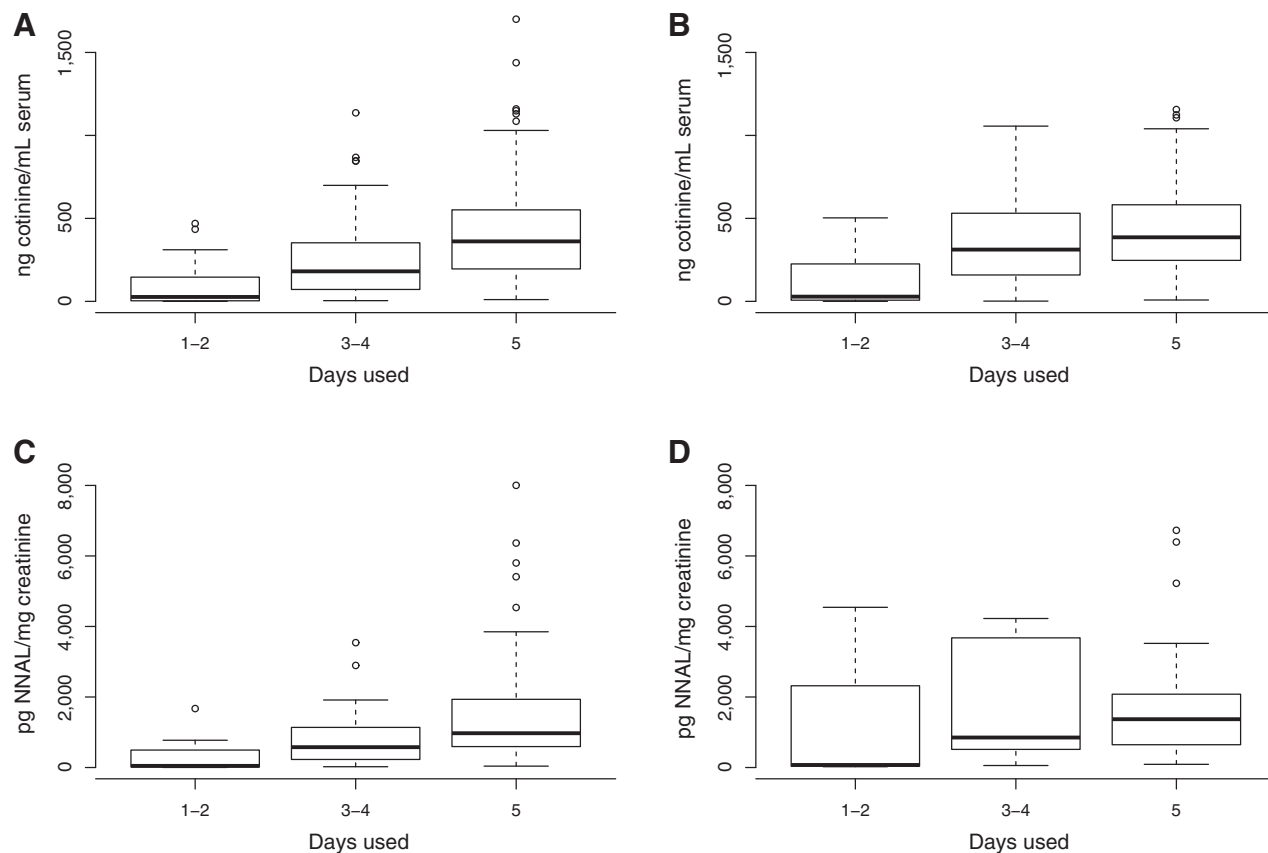 A
ng cotinine/mL serum
1,500
500
0
1–2
3–4
5
Days used
B
ng cotinine/mL serum
1,500
500
0
1–2
3–4
5
Days used
C
pg NNAL/mg creatinine
8,000
6,000
4,000
2,000
0
1–2
3–4
5
Days used
D
pg NNAL/mg creatinine
8,000
6,000
4,000
2,000
0
1–2
3–4
5
Days used